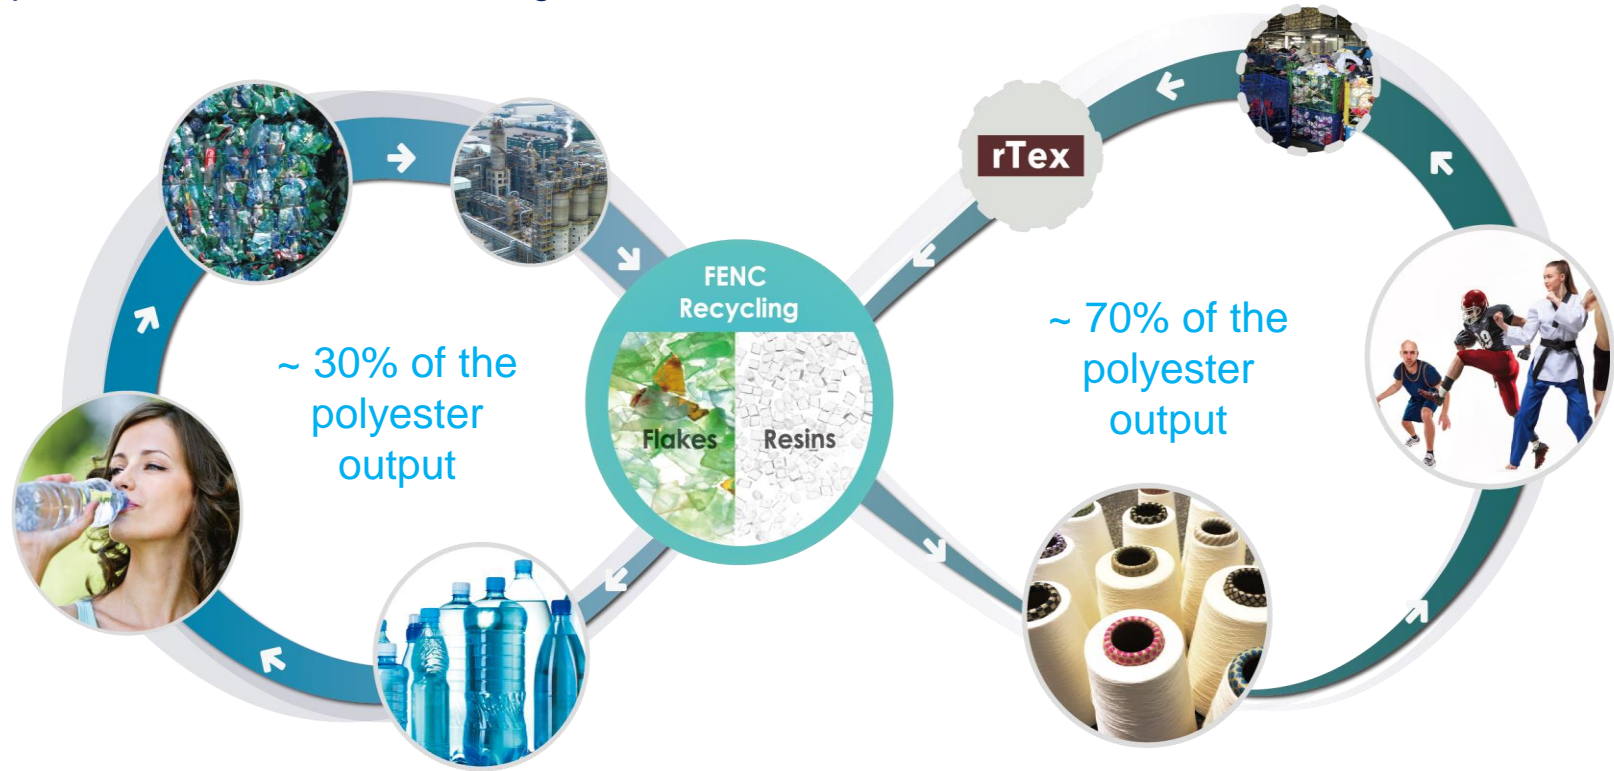 rTex
FENC
Recycling
Flakes
Resins
~ 30% of the
polyester
output
~ 70% of the
polyester
output